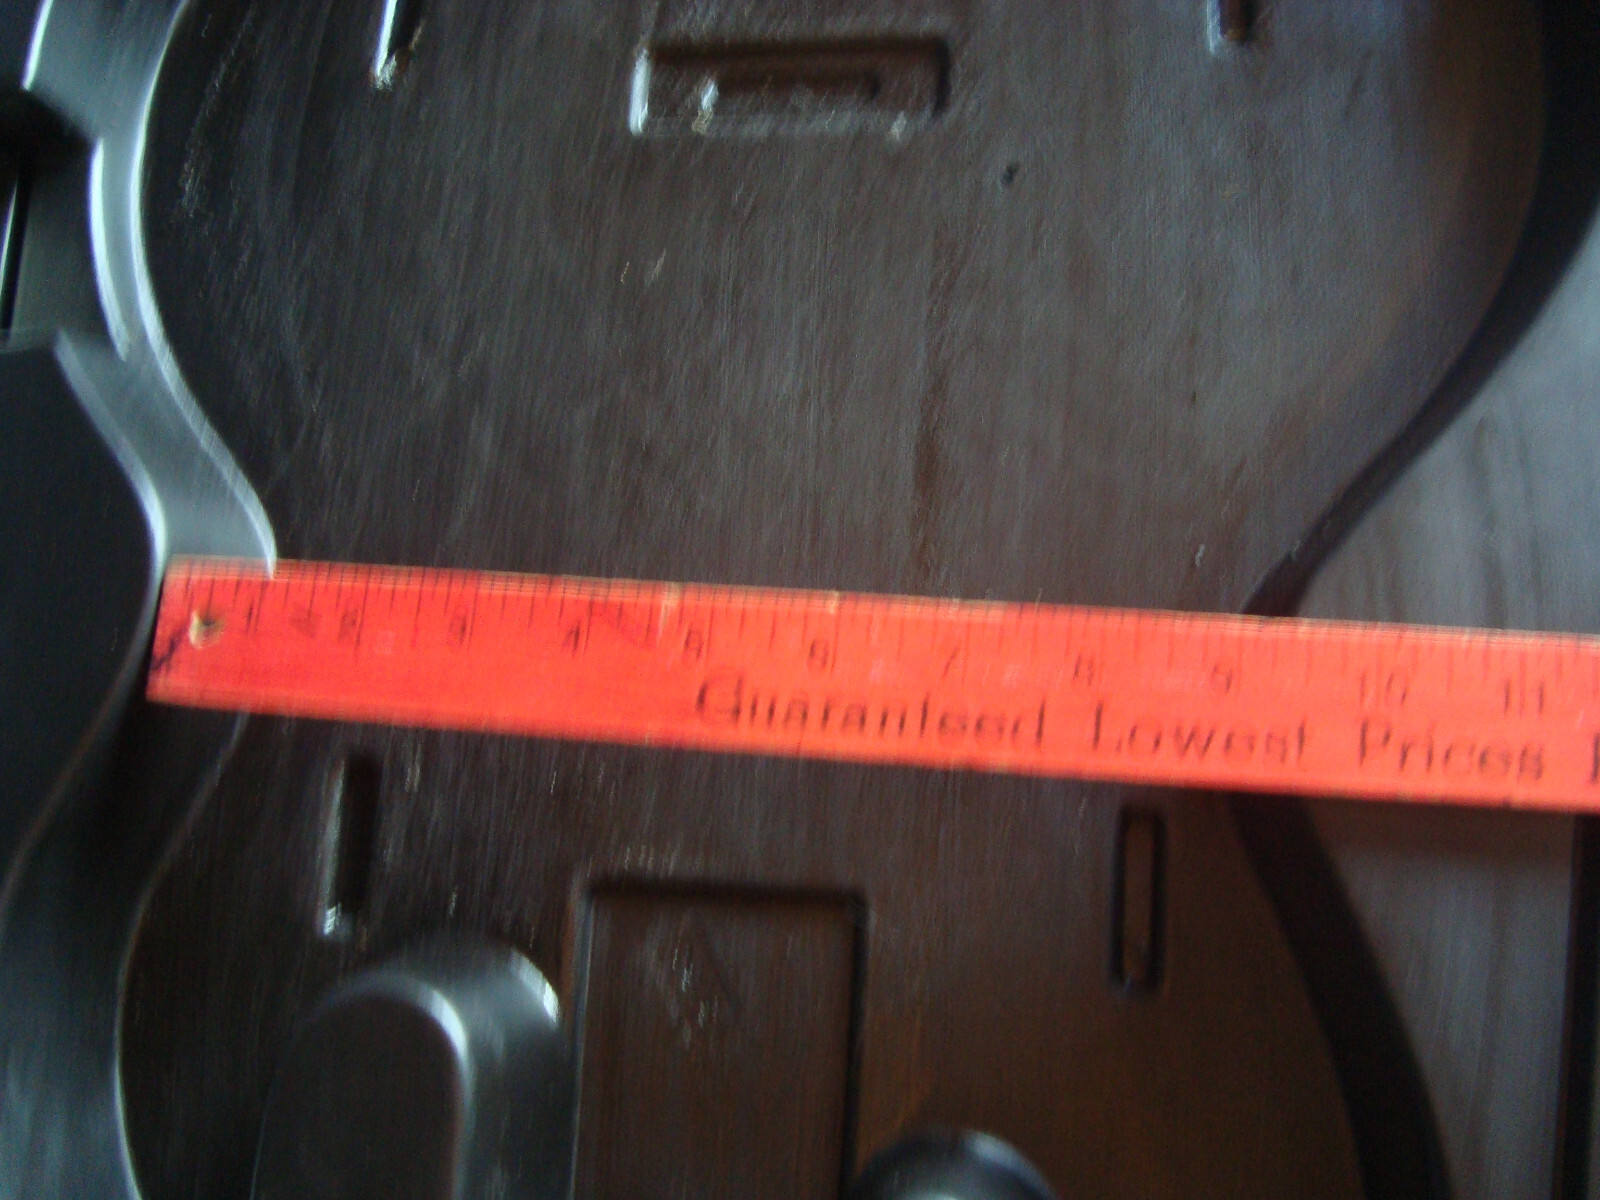 1 2 3 4 5 6 7 8 9 10 11
Guaranteed Lowest Prices